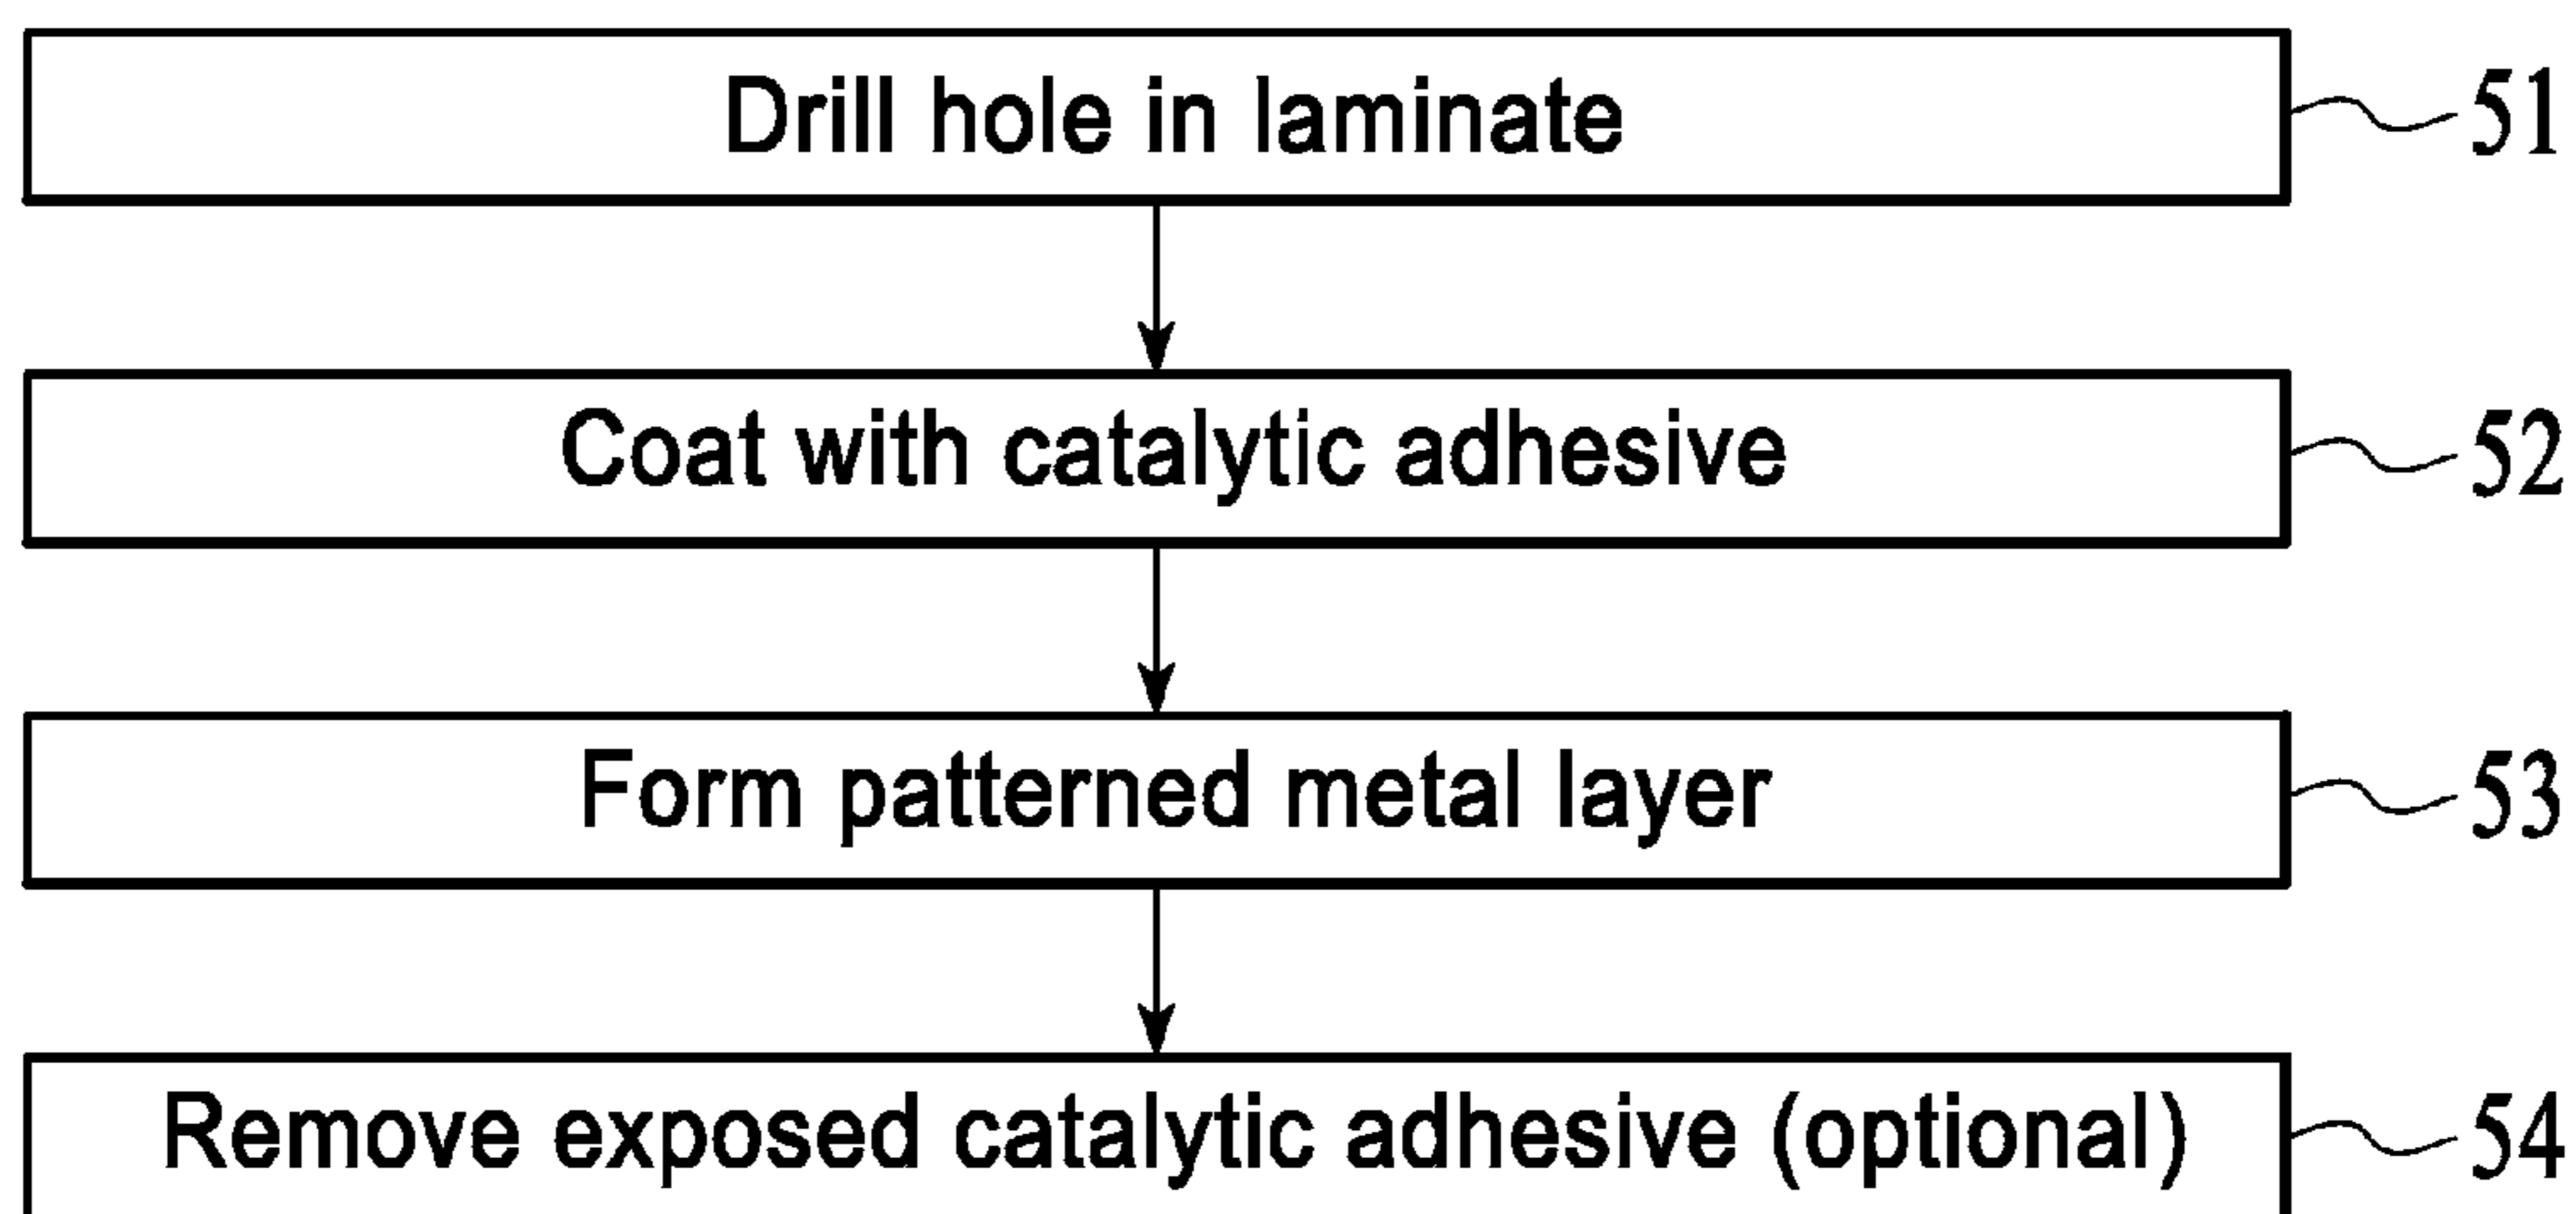 Drill hole in laminate 51
Coat with catalytic adhesive 52
Form patterned metal layer 53
Remove exposed catalytic adhesive (optional) 54